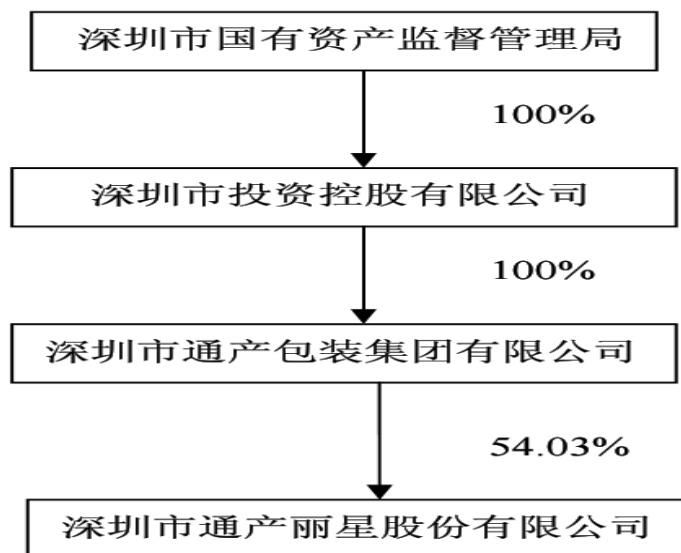 深圳市国有资产监督管理局
100%
深圳市投资控股有限公司
100%
深圳市通产包装集团有限公司
54.03%
深圳市通产丽星股份有限公司